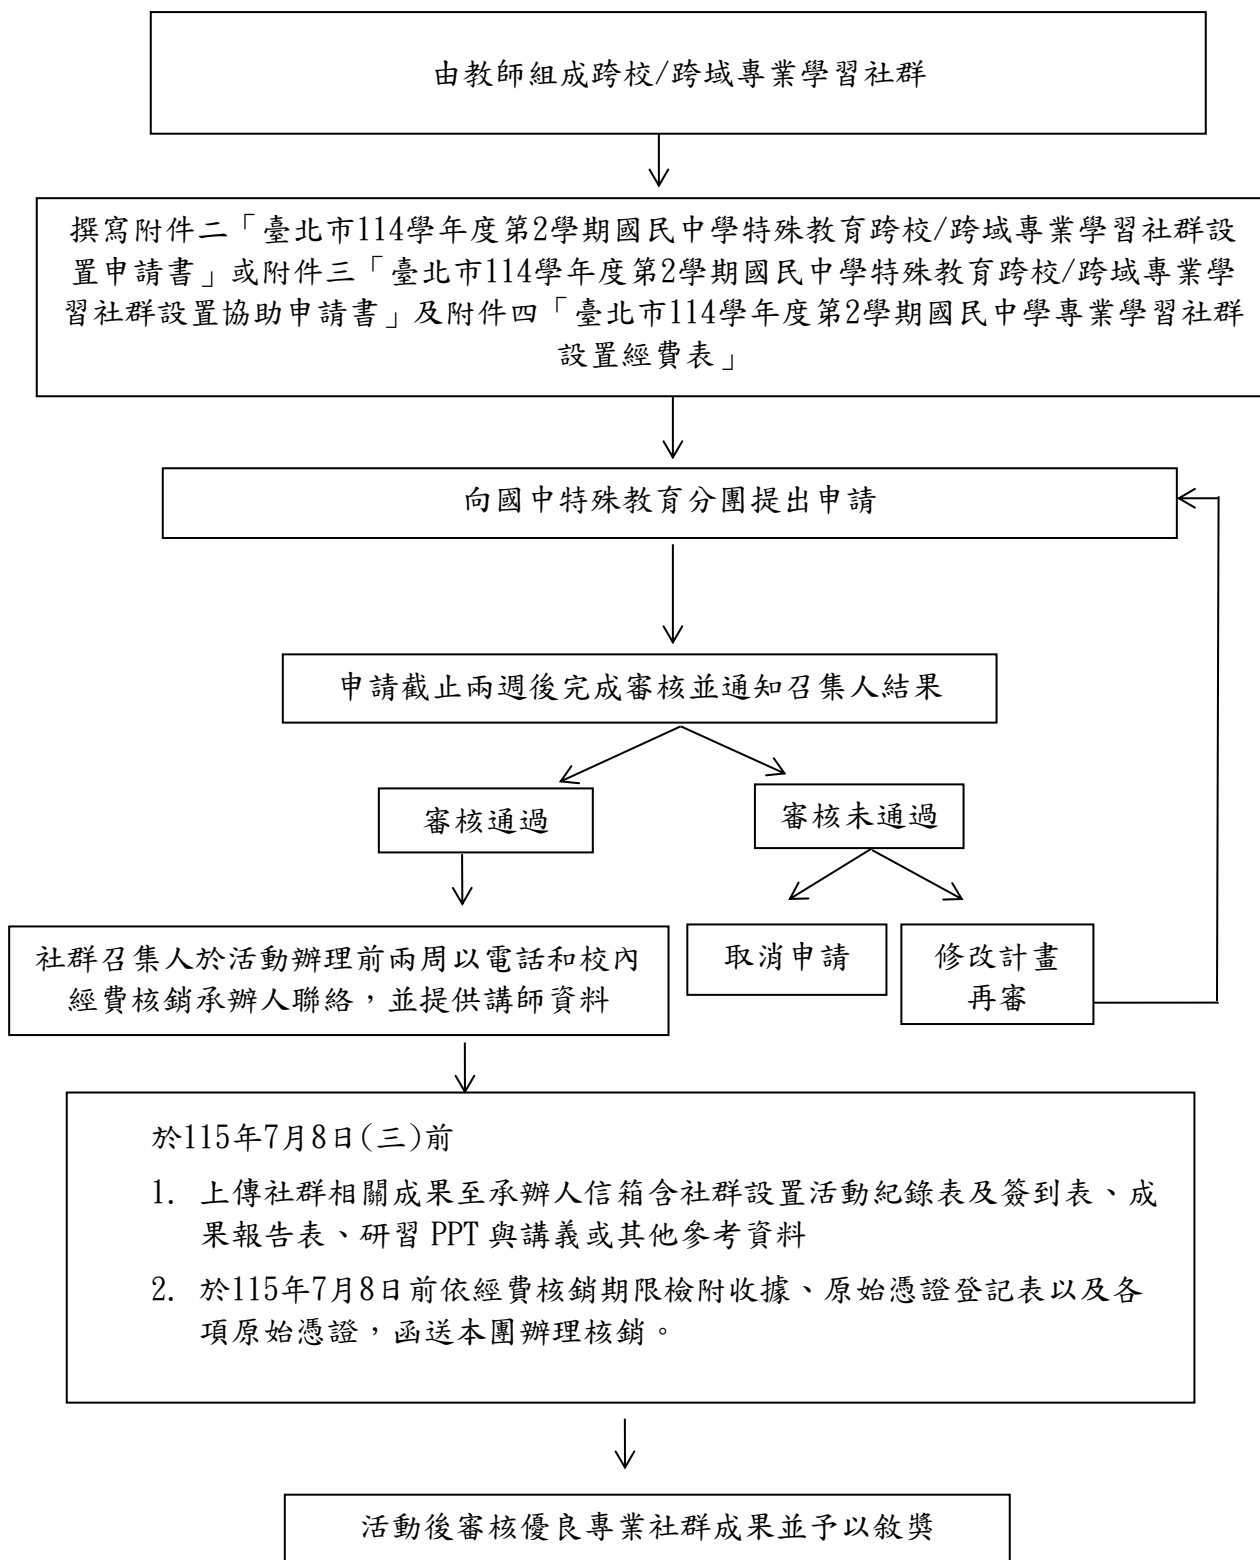 由教師組成跨校/跨域專業學習社群
撰寫附件二「臺北市114學年度第2學期國民中學特殊教育跨校/跨域專業學習社群設
置申請書」或附件三「臺北市114學年度第2學期國民中學特殊教育跨校/跨域專業學
習社群設置協助申請書」及附件四「臺北市114學年度第2學期國民中學專業學習社群
設置經費表」
向國中特殊教育分團提出申請
申請截止兩週後完成審核並通知召集人結果
審核通過
審核未通過
社群召集人於活動辦理前兩周以電話和校內
經費核銷承辦人聯絡，並提供講師資料
取消申請
修改計畫
再審
於115年7月8日(三)前
1. 上傳社群相關成果至承辦人信箱含社群設置活動紀錄表及簽到表、成
果報告表、研習 PPT 與講義或其他參考資料
2. 於115年7月8日前依經費核銷期限檢附收據、原始憑證登記表以及各
項原始憑證，函送本團辦理核銷。
活動後審核優良專業社群成果並予以敘獎